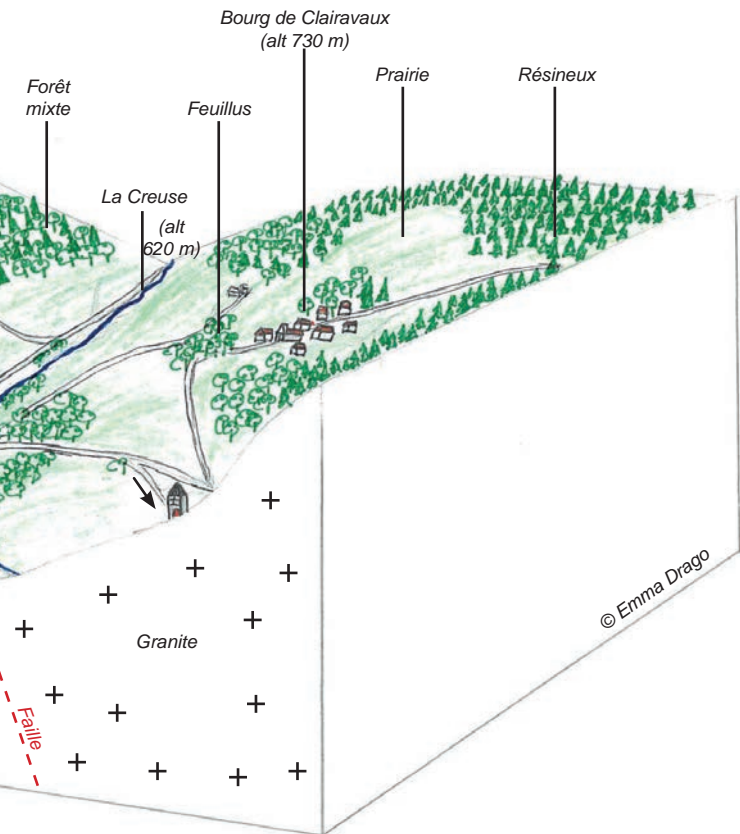 Bourg de Clairavaux
(alt 730 m)
Forêt
mixte
Feuillus
Prairie
Résineux
La Creuse
(alt
620 m)
Granite
Faille
© Emma Drago